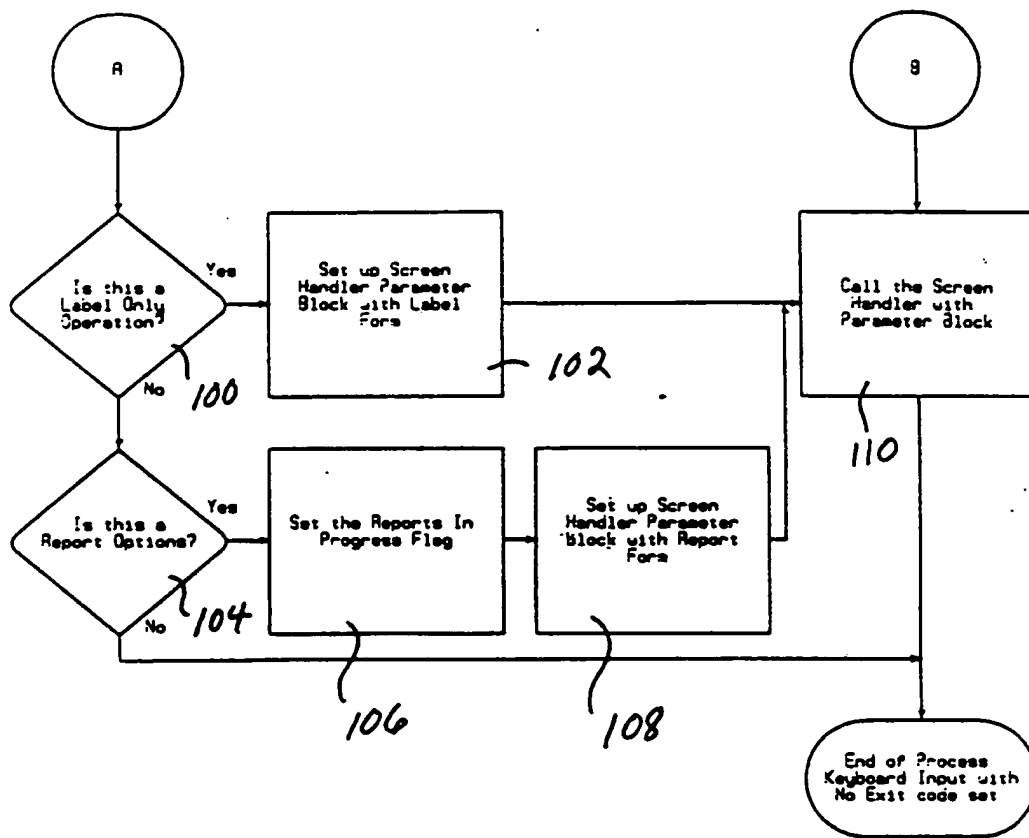 A
B
Is this a
Label Only
Operation?
Yes
No
100
Set up Screen
Handler Parameter
Block with Label
Form
102
Call the Screen
Handler with
Parameter Block
110
Is this a
Report Options?
Yes
No
104
Set the Reports In
Progress Flag
106
Set up Screen
Handler Parameter
Block with Report
Form
108
End of Process
Keyboard Input with
No Exit code set